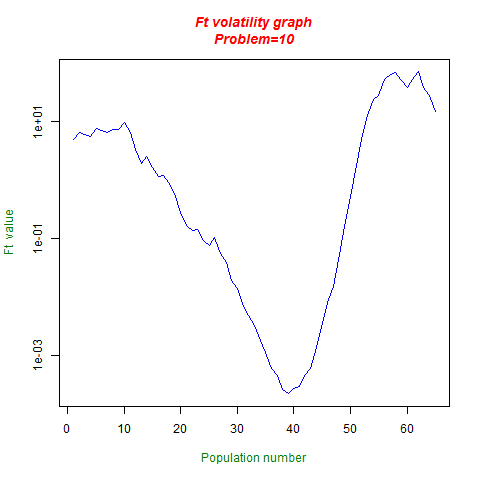 Ft volatility graph
Problem=10
1e+01
1e-01
1e-03
Ft value
0 10 20 30 40 50 60
Population number